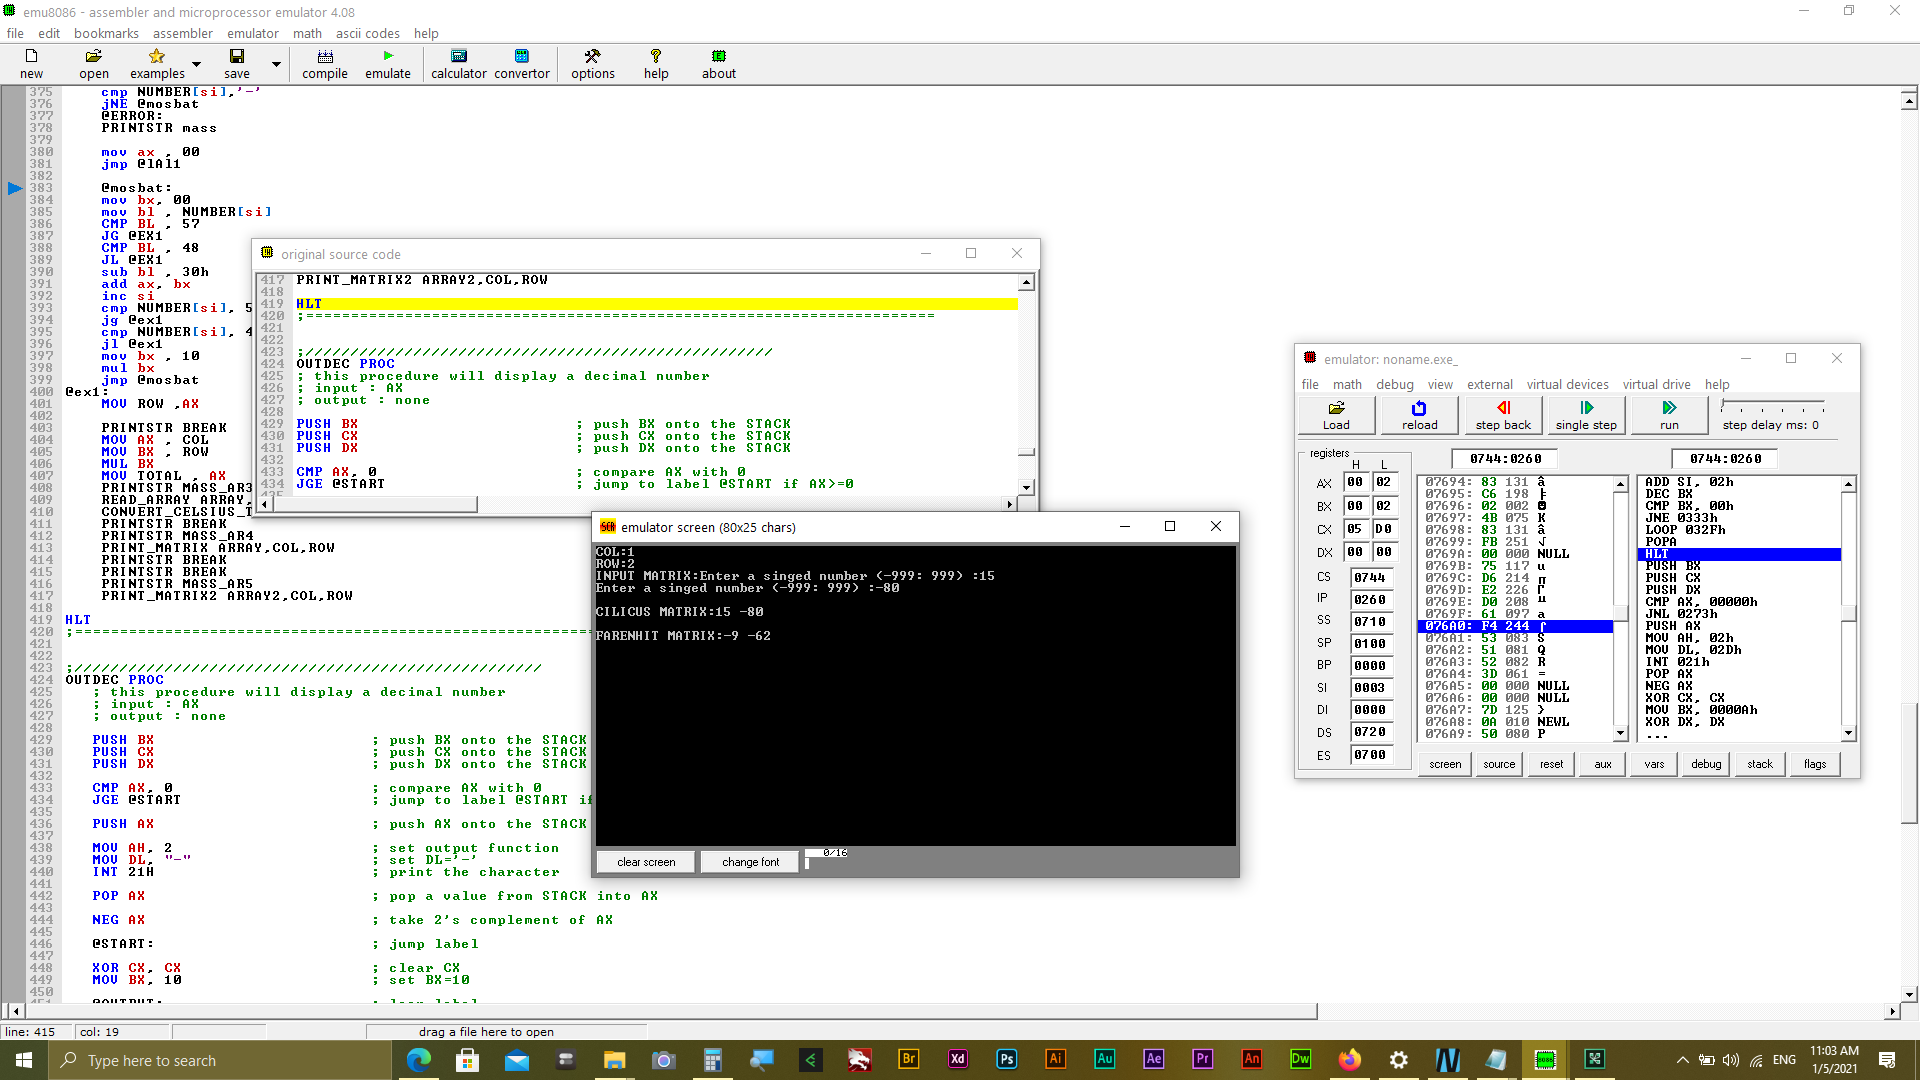 emu8086 - assembler and microprocessor emulator 4.08
file edit bookmarks assembler emulator math ascii codes help
new open examples save compile emulate calculator convertor options help about
375 cmp NUMBER[si],'-'
376 jNE @mosbat
377 @ERROR:
378 PRINTSTR mass
379
380 mov ax , 00
381 jmp @lAl1
382
383 @mosbat:
384 mov bx, 00
385 mov bl , NUMBER[si]
386 CMP BL , 57
387 JG @EX1
388 CMP BL , 48
389 JL @EX1
390 sub bl , 30h
391 add ax, bx
392 inc si
393 cmp NUMBER[si], 5
394 jg @ex1
395 cmp NUMBER[si], 4
396 jl @ex1
397 mov bx , 10
398 mul bx
399 jmp @mosbat
400 @ex1:
401 MOV ROW ,AX
402
403 PRINTSTR BREAK
404 MOV AX , COL
405 MOV BX , ROW
406 MUL BX
407 MOV TOTAL , AX
408 PRINTSTR MASS_AR3
409 READ_ARRAY ARRAY,
410 CONVERT_CELSIUS_T
411 PRINTSTR BREAK
412 PRINTSTR MASS_AR4
413 PRINT_MATRIX ARRAY,COL,ROW
414 PRINTSTR BREAK
415 PRINTSTR BREAK
416 PRINTSTR MASS_AR5
417 PRINT_MATRIX2 ARRAY2,COL,ROW
418
419 HLT
420 ;==========================================================
421
422
423 ;////////////////////////////////////////////////////
424 OUTDEC PROC
425 ; this procedure will display a decimal number
426 ; input : AX
427 ; output : none
428
429 PUSH BX ; push BX onto the STACK
430 PUSH CX ; push CX onto the STACK
431 PUSH DX ; push DX onto the STACK
432
433 CMP AX, 0 ; compare AX with 0
434 JGE @START ; jump to label @START if
435
436 PUSH AX ; push AX onto the STACK
437
438 MOV AH, 2 ; set output function
439 MOV DL, "-" ; set DL='-'
440 INT 21H ; print the character
441
442 POP AX ; pop a value from STACK into AX
443
444 NEG AX ; take 2's complement of AX
445
446 @START: ; jump label
447
448 XOR CX, CX ; clear CX
449 MOV BX, 10 ; set BX=10
450
451 @OUTPUT: ; loop label
original source code
417 PRINT_MATRIX2 ARRAY2,COL,ROW
418
419 HLT
420 ;======================================================================
421
422
423 ;////////////////////////////////////////////////////
424 OUTDEC PROC
425 ; this procedure will display a decimal number
426 ; input : AX
427 ; output : none
428
429 PUSH BX ; push BX onto the STACK
430 PUSH CX ; push CX onto the STACK
431 PUSH DX ; push DX onto the STACK
432
433 CMP AX, 0 ; compare AX with 0
434 JGE @START ; jump to label @START if AX>=0
435
emulator screen (80x25 chars)
COL:1
ROW:2
INPUT MATRIX:Enter a singed number (-999: 999) :15
Enter a singed number (-999: 999) :-80
CILICUS MATRIX:15 -80
FARENHIT MATRIX:-9 -62
clear screen change font 0/16
emulator: noname.exe_
file math debug view external virtual devices virtual drive help
Load reload step back single step run step delay ms: 0
registers H L
0744:0260 0744:0260
AX 00 02
BX 00 02
CX 05 D0
DX 00 00
CS 0744
IP 0260
SS 0710
SP 0100
BP 0000
SI 0003
DI 0000
DS 0720
ES 0700
07694: 83 131 â
07695: C6 198 ╞
07696: 02 002 ☻
07697: 4B 075 K
07698: 83 131 â
07699: FB 251 √
0769A: 00 000 NULL
0769B: 75 117 u
0769C: D6 214 ╓
0769D: E2 226 Γ
0769E: D0 208 ╨
0769F: 61 097 a
076A0: F4 244 ⌠
076A1: 53 083 S
076A2: 51 081 Q
076A3: 52 082 R
076A4: 3D 061 =
076A5: 00 000 NULL
076A6: 00 000 NULL
076A7: 7D 125 }
076A8: 0A 010 NEWL
076A9: 50 080 P
ADD SI, 02h
DEC BX
CMP BX, 00h
JNE 0333h
LOOP 032Fh
POPA
HLT
PUSH BX
PUSH CX
PUSH DX
CMP AX, 00000h
JNL 0273h
PUSH AX
MOV AH, 02h
MOV DL, 02Dh
INT 021h
POP AX
NEG AX
XOR CX, CX
MOV BX, 0000Ah
XOR DX, DX
...
screen source reset aux vars debug stack flags
line: 415 col: 19 drag a file here to open
Type here to search
Br Xd Ps Ai Au Ae Pr An Dw
ENG
11:03 AM
1/5/2021